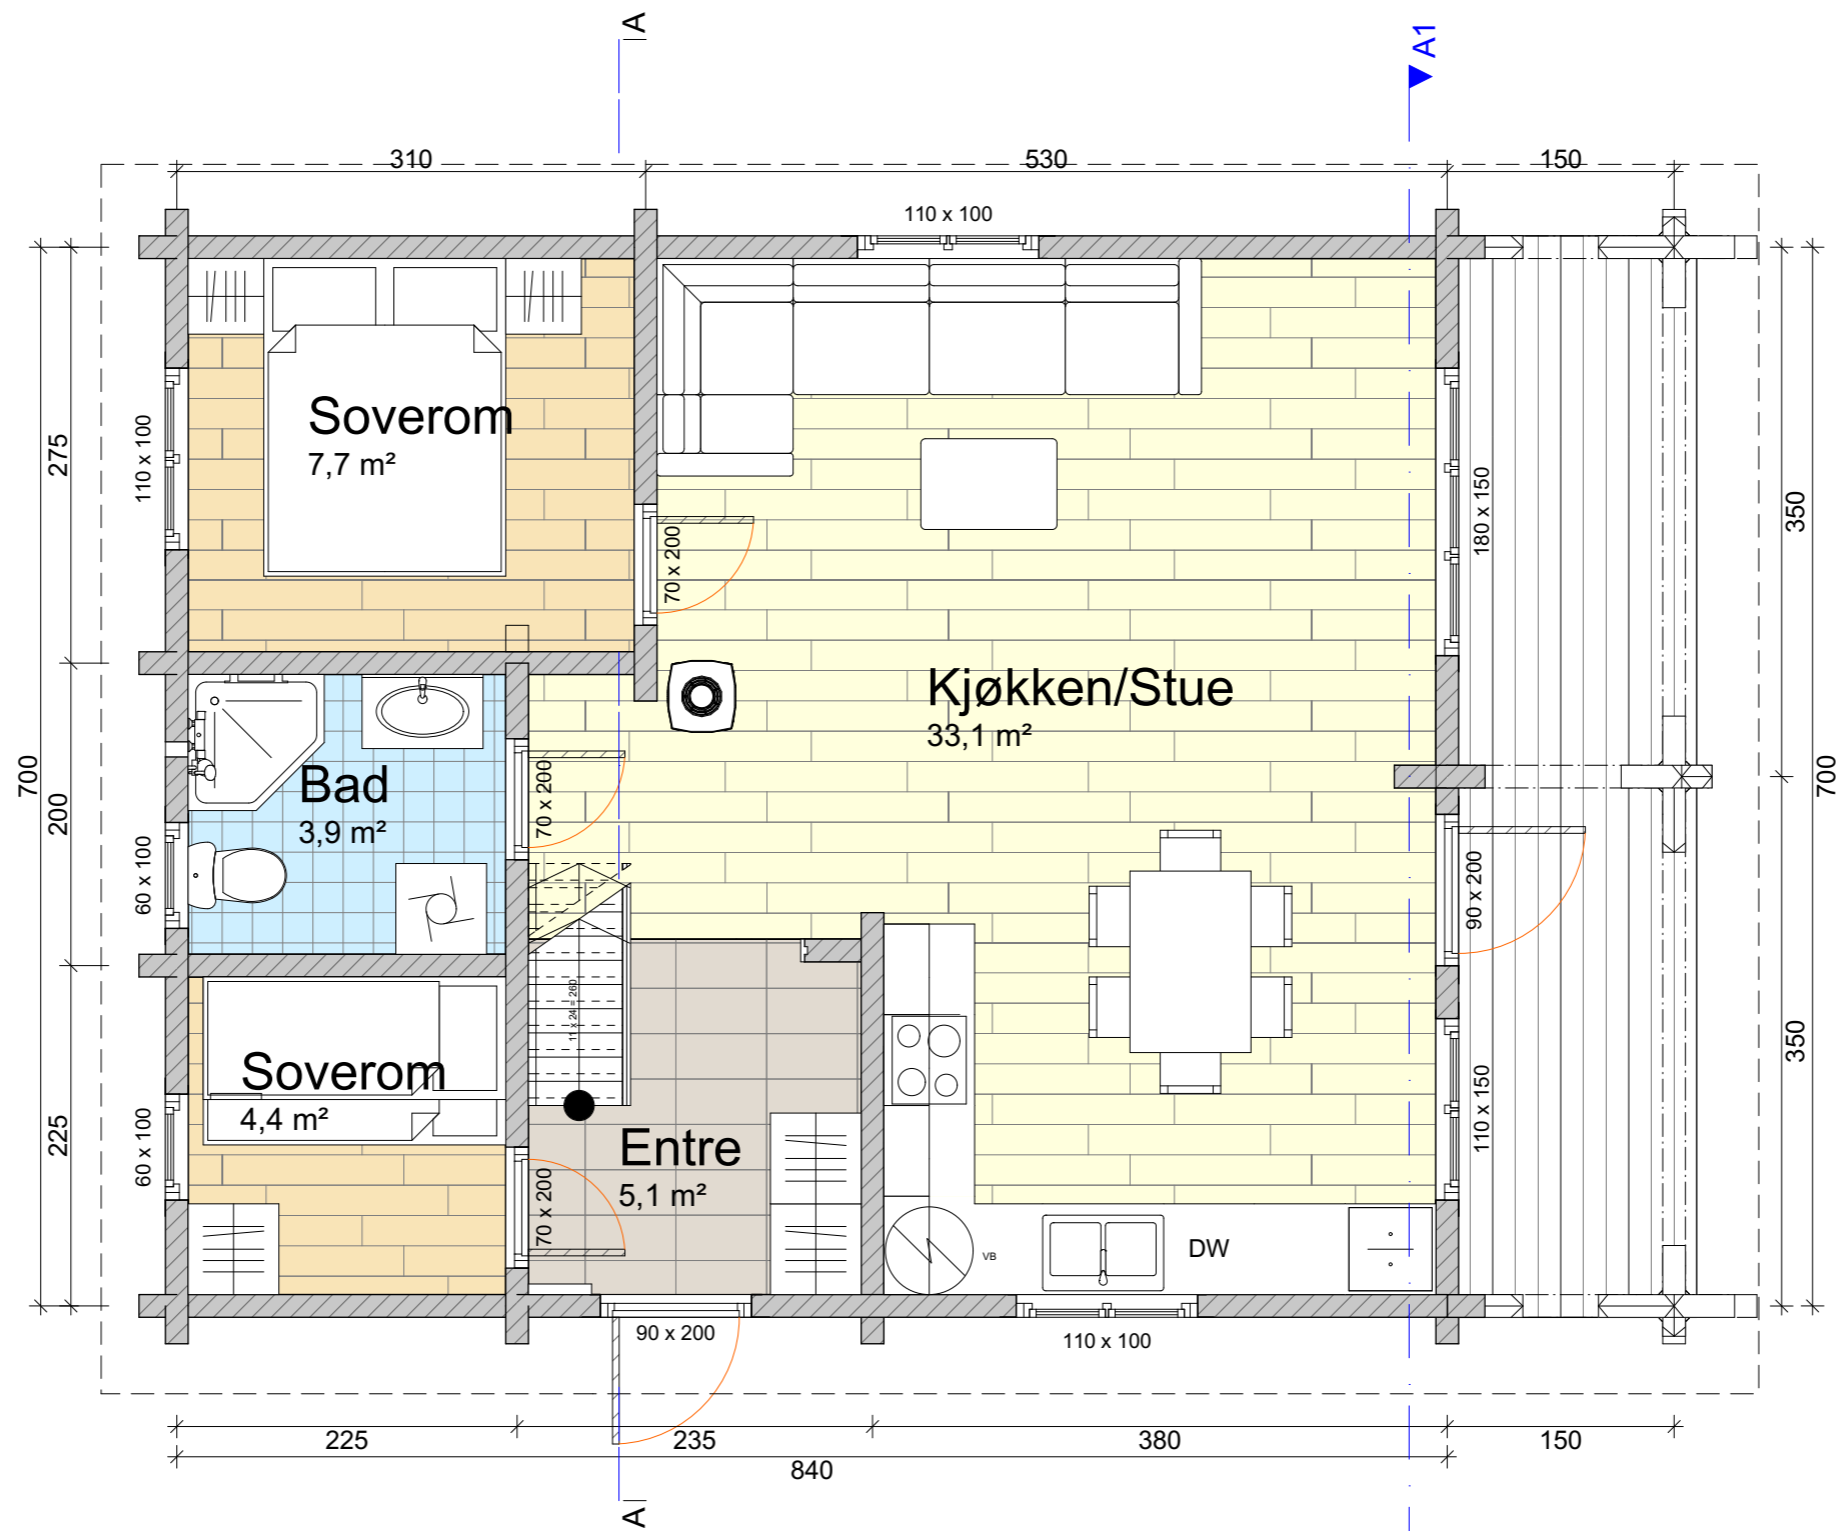 A
A1
310
530
150
110 x 100
Soverom
7,7 m²
110 x 100
275
70 x 200
180 x 150
350
Kjøkken/Stue
33,1 m²
Bad
3,9 m²
700
200
60 x 100
70 x 200
90 x 200
700
11 x 24 = 260
Soverom
4,4 m²
225
60 x 100
Entre
5,1 m²
70 x 200
VB
DW
110 x 150
350
90 x 200
110 x 100
225
235
380
150
840
A